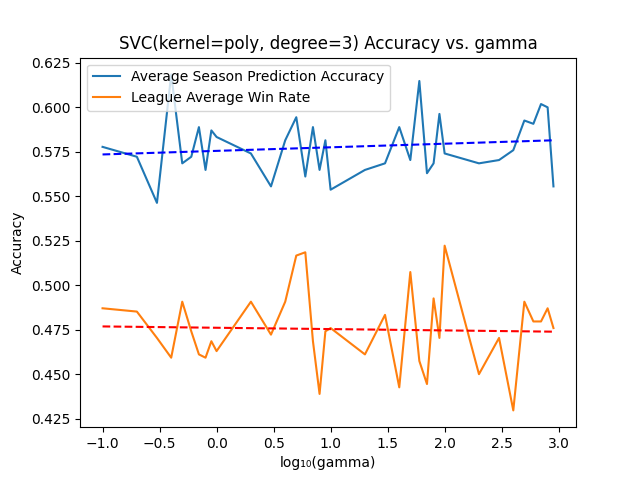 SVC(kernel=poly, degree=3) Accuracy vs. gamma
Average Season Prediction Accuracy
League Average Win Rate
0.625
0.600
0.575
0.550
0.525
0.500
0.475
0.450
0.425
Accuracy
−1.0 −0.5 0.0 0.5 1.0 1.5 2.0 2.5 3.0
log₁₀(gamma)